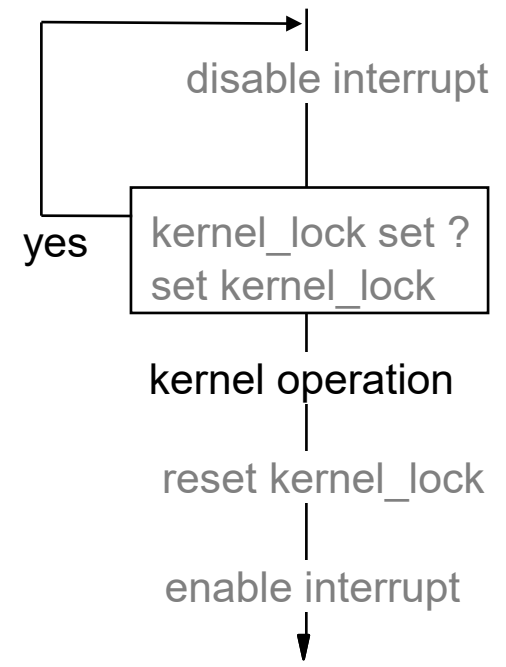 disable interrupt
kernel_lock set ?
yes
set kernel_lock
kernel operation
reset kernel_lock
enable interrupt